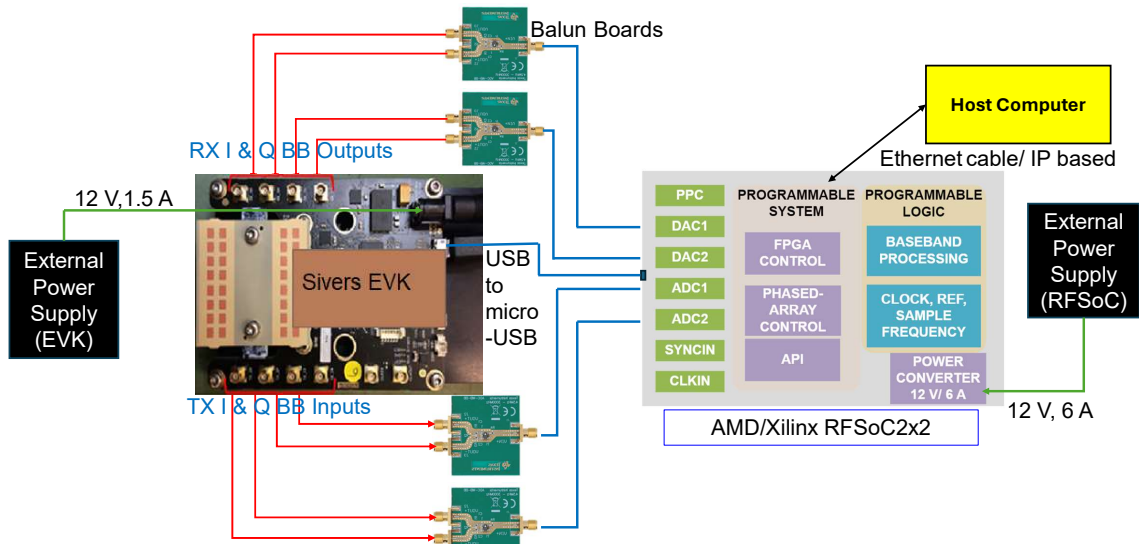 Balun Boards
RX I & Q BB Outputs
12 V,1.5 A
External
Power
Supply
(EVK)
Sivers EVK
USB
to
micro
-USB
TX I & Q BB Inputs
Host Computer
Ethernet cable/ IP based
PPC
DAC1
DAC2
ADC1
ADC2
SYNCIN
CLKIN
PROGRAMMABLE
SYSTEM
FPGA
CONTROL
PHASED-
ARRAY
CONTROL
API
PROGRAMMABLE
LOGIC
BASEBAND
PROCESSING
CLOCK, REF,
SAMPLE
FREQUENCY
POWER
CONVERTER
12 V/ 6 A
AMD/Xilinx RFSoC2x2
External
Power
Supply
(RFSoC)
12 V, 6 A